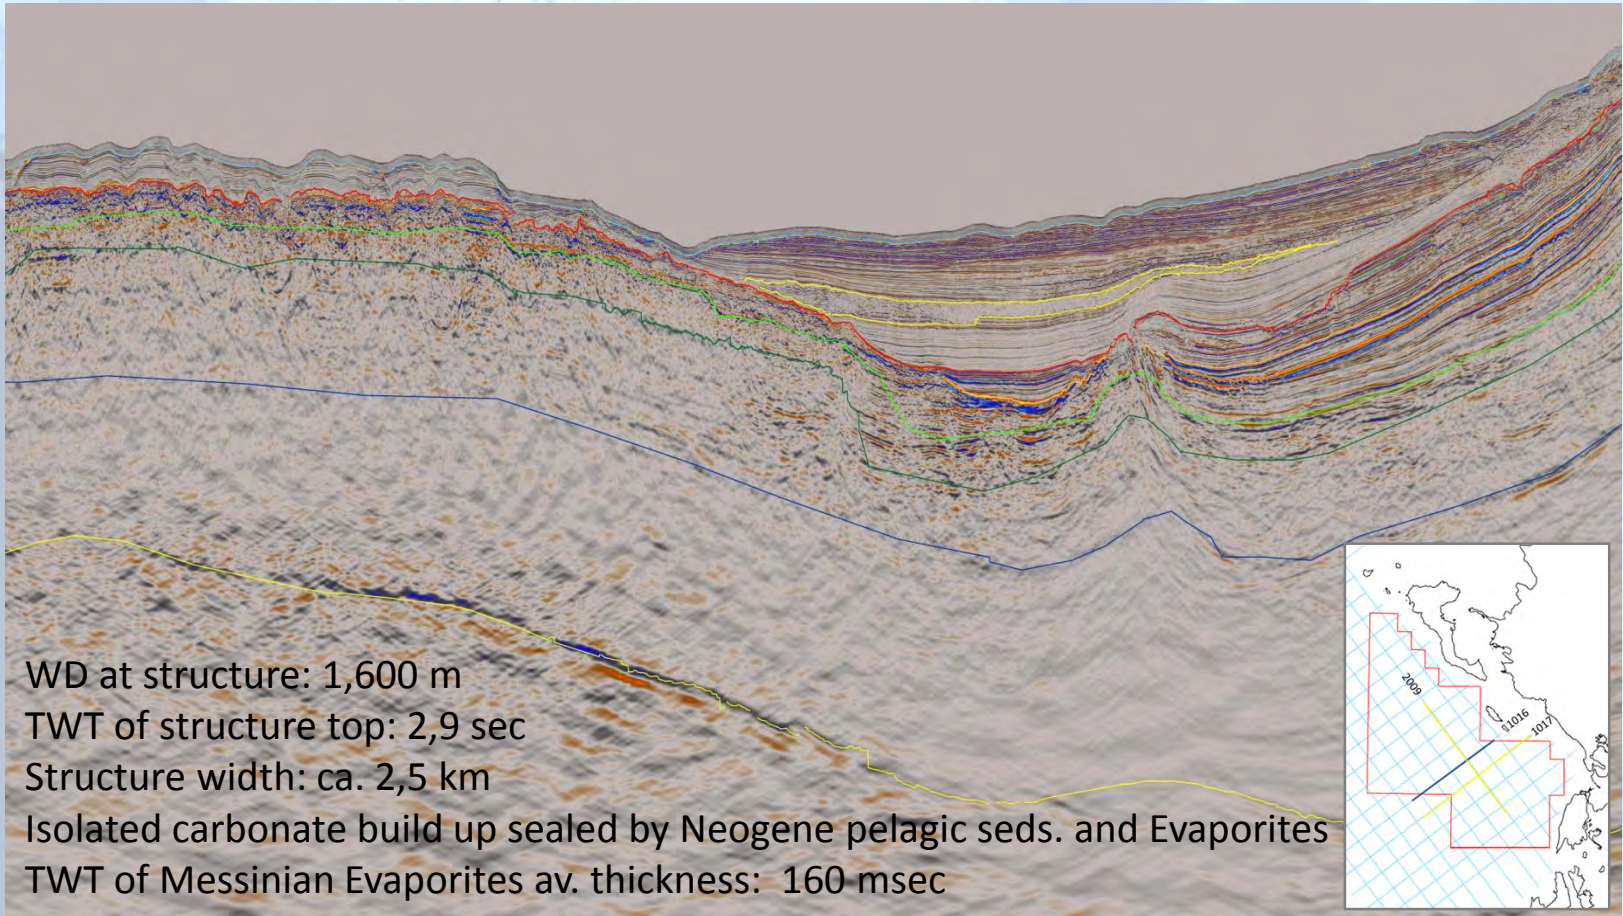 WD at structure: 1,600 m
TWT of structure top: 2,9 sec
Structure width: ca. 2,5 km
Isolated carbonate build up sealed by Neogene pelagic seds. and Evaporites
TWT of Messinian Evaporites av. thickness: 160 msec
2009
1016
1017